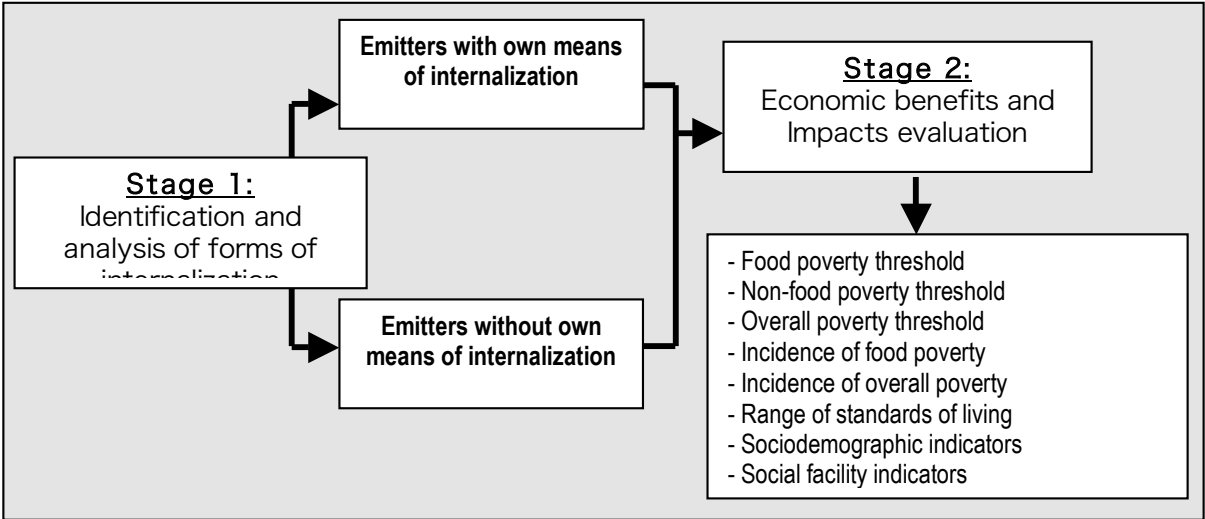 Stage 1:
Identification and
analysis of forms of
internalization
Emitters with own means
of internalization
Emitters without own
means of internalization
Stage 2:
Economic benefits and
Impacts evaluation
- Food poverty threshold
- Non-food poverty threshold
- Overall poverty threshold
- Incidence of food poverty
- Incidence of overall poverty
- Range of standards of living
- Sociodemographic indicators
- Social facility indicators